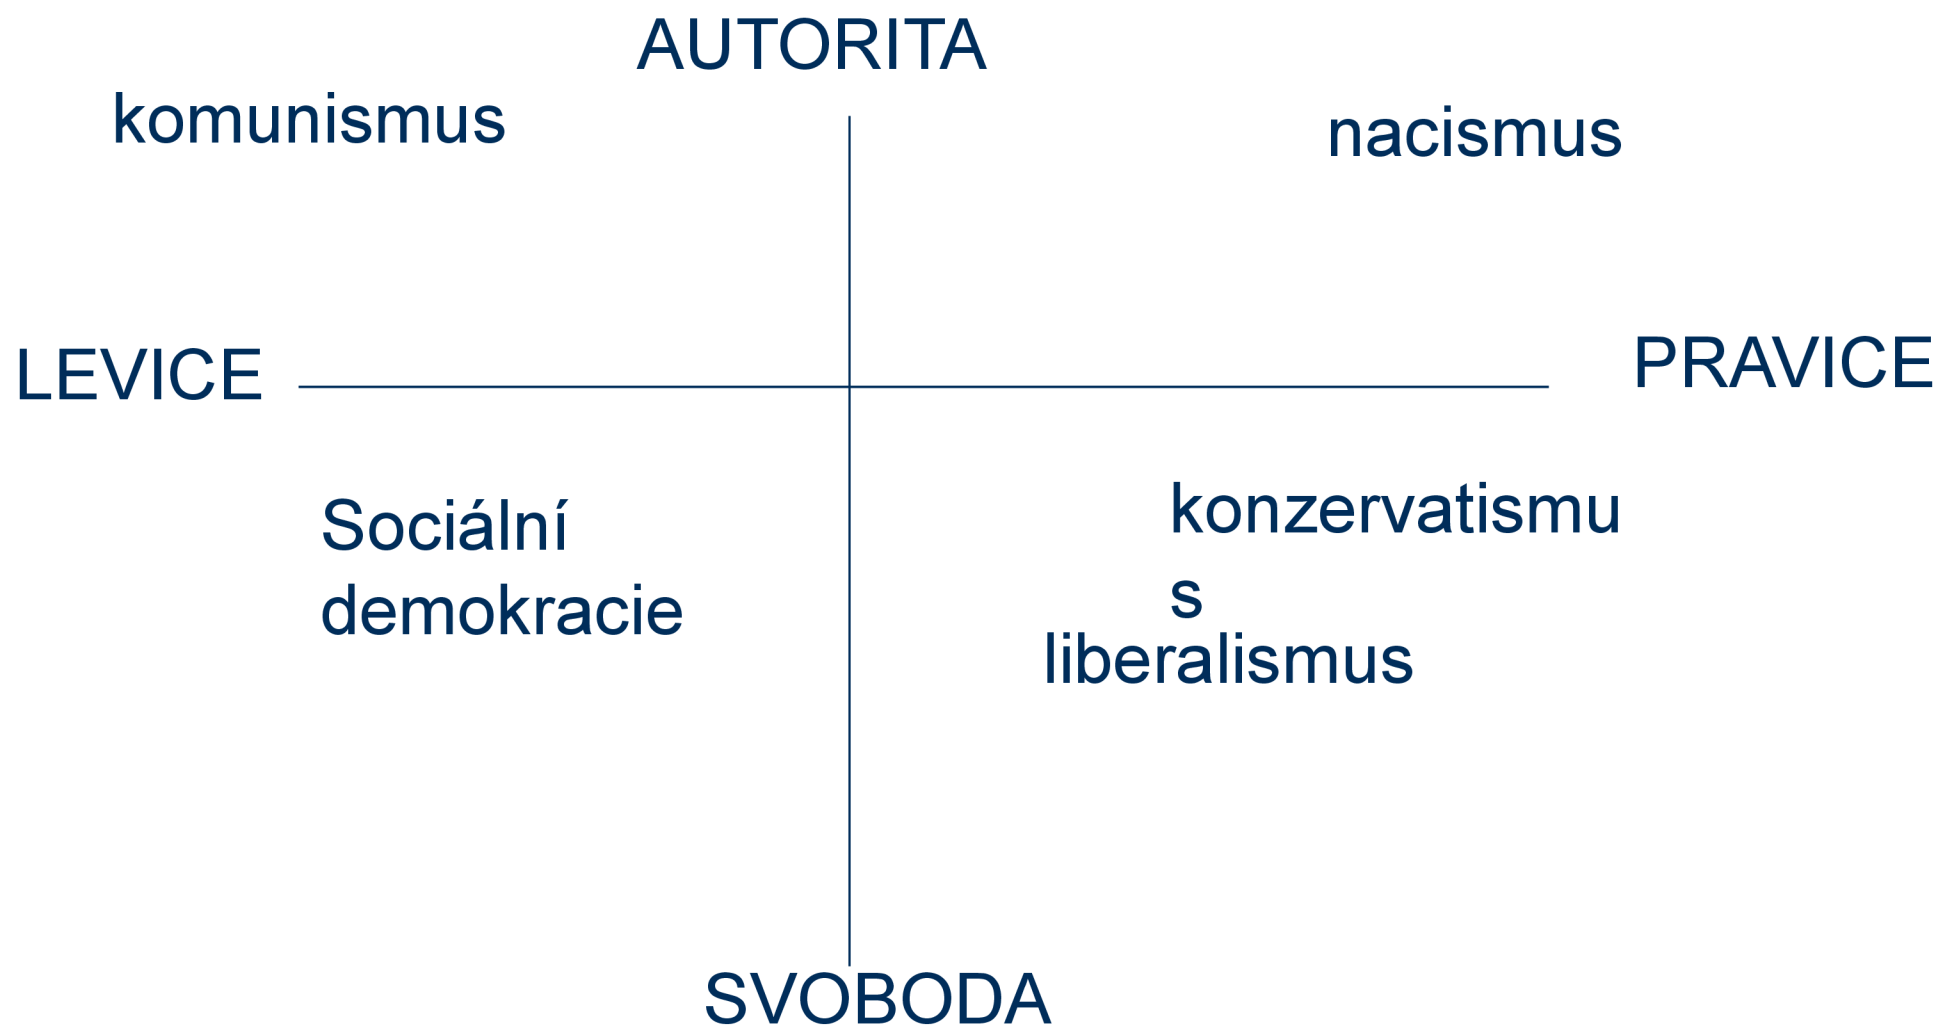 AUTORITA
komunismus
nacismus
LEVICE
PRAVICE
Sociální
demokracie
konzervatismu
s
liberalismus
SVOBODA